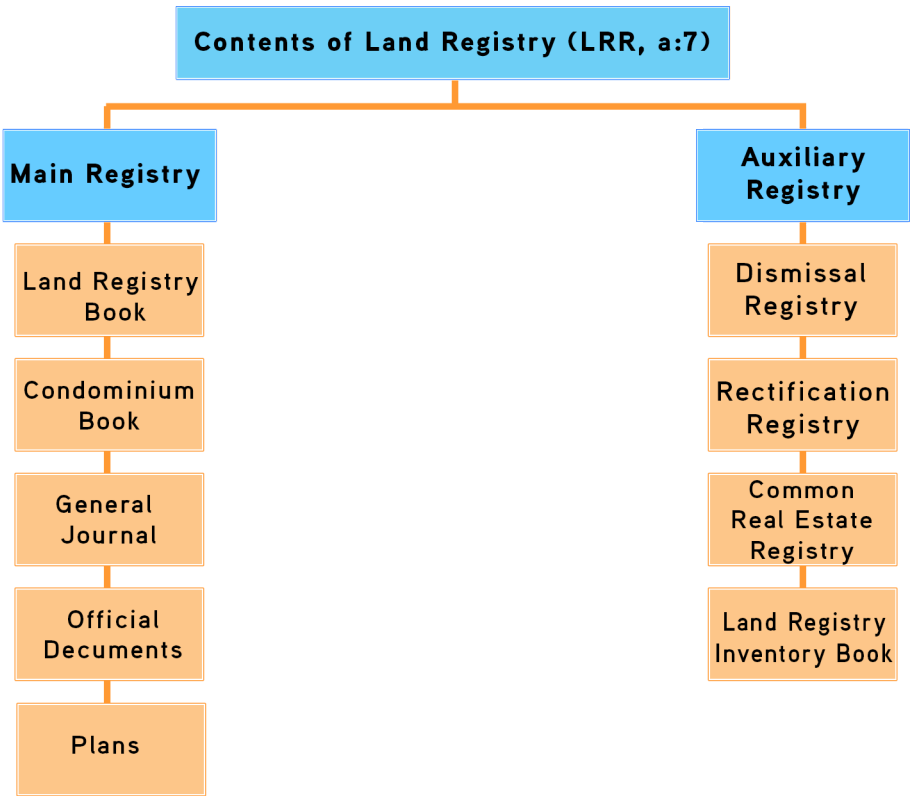 Contents of Land Registry (LRR, a:7)
Main Registry
Land Registry
Book
Condominium
Book
General
Journal
Official
Decuments
Plans
Auxiliary
Registry
Dismissal
Registry
Rectification
Registry
Common
Real Estate
Registry
Land Registry
Inventory Book